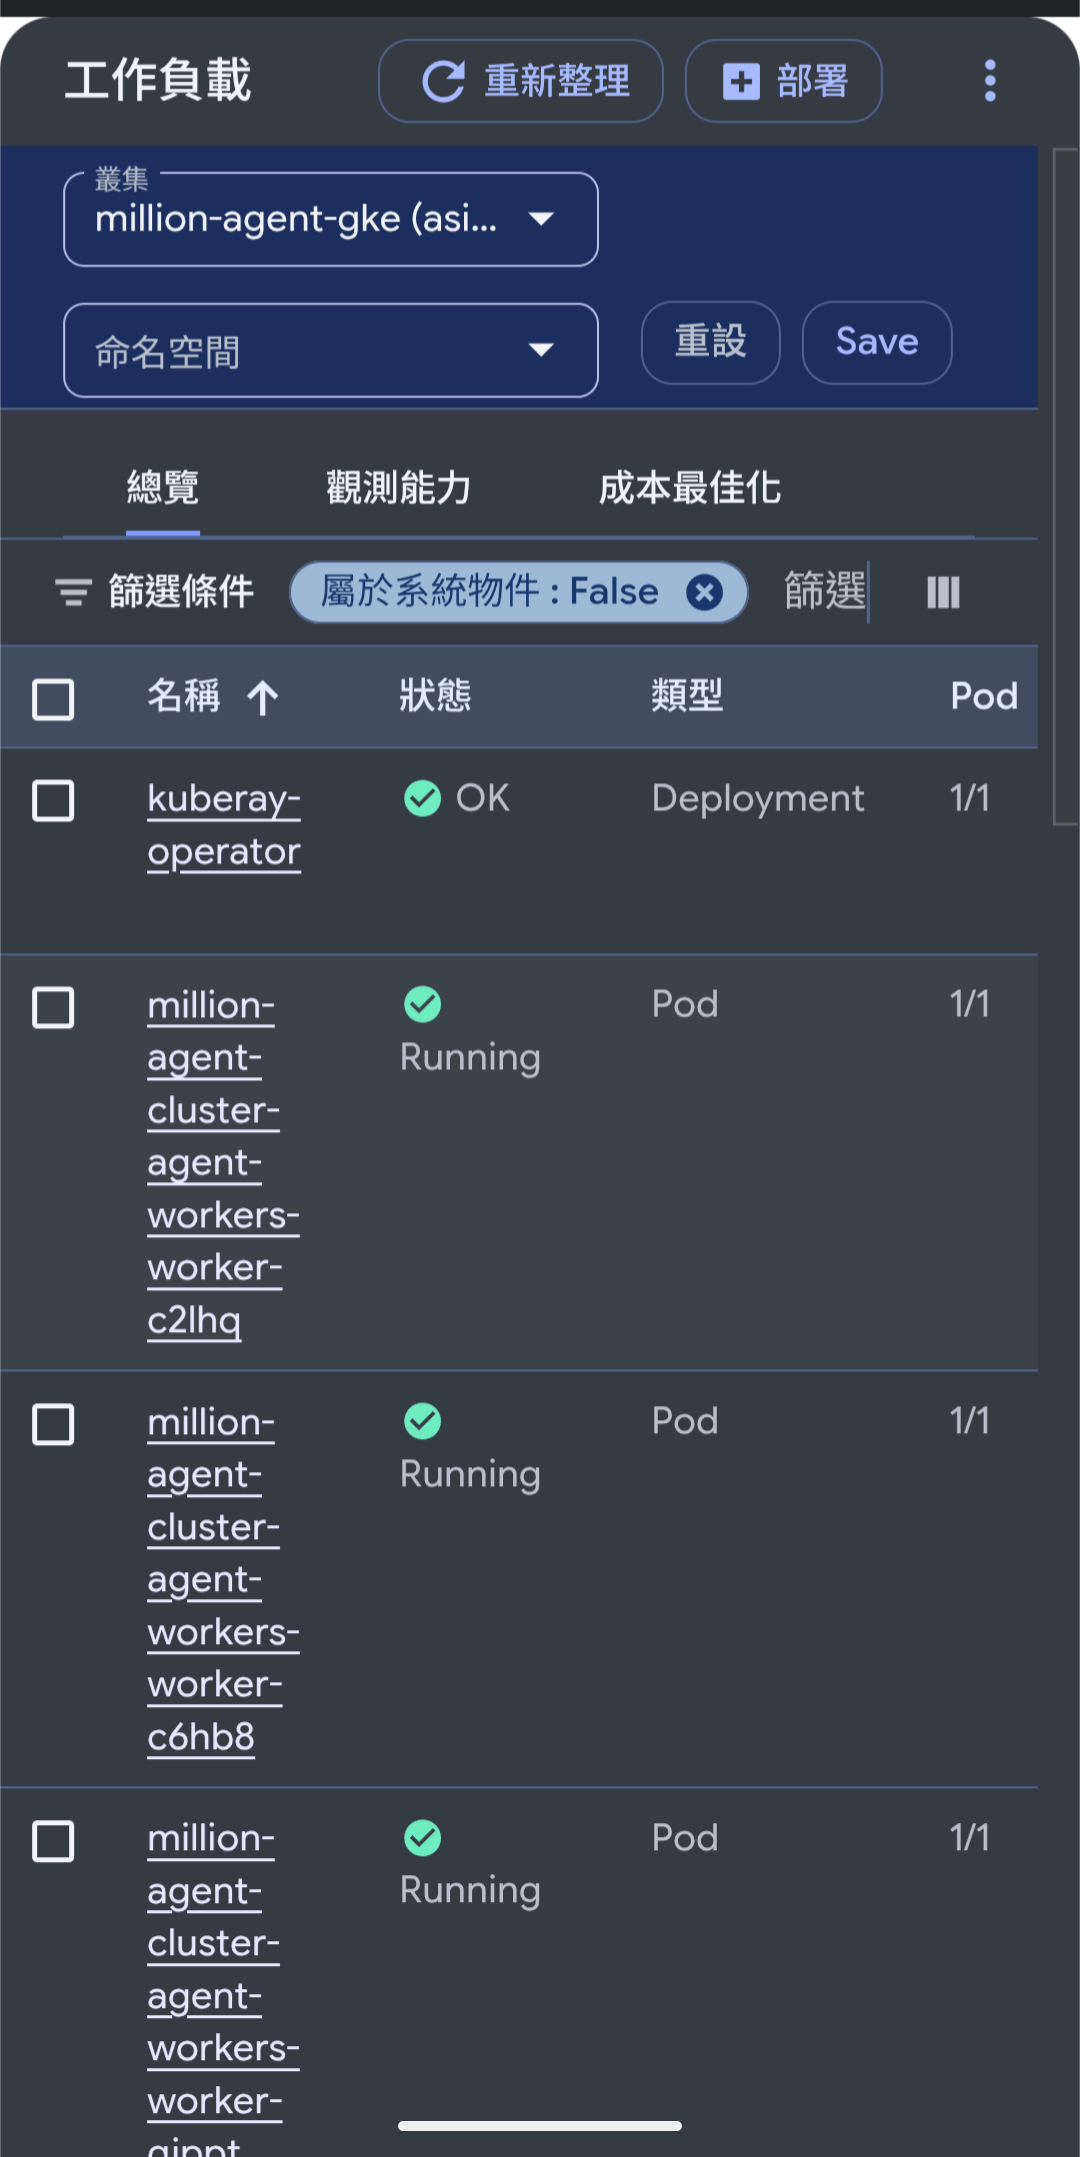 工作負載
重新整理
部署
叢集
million-agent-gke (asi...
命名空間
重設
Save
總覽
觀測能力
成本最佳化
篩選條件
屬於系統物件 : False
篩選
名稱
狀態
類型
Pod
kuberay-
operator
OK
Deployment
1/1
million-
agent-
cluster-
agent-
workers-
worker-
c2lhq
Running
Pod
1/1
million-
agent-
cluster-
agent-
workers-
worker-
c6hb8
Running
Pod
1/1
million-
agent-
cluster-
agent-
workers-
worker-
Running
Pod
1/1